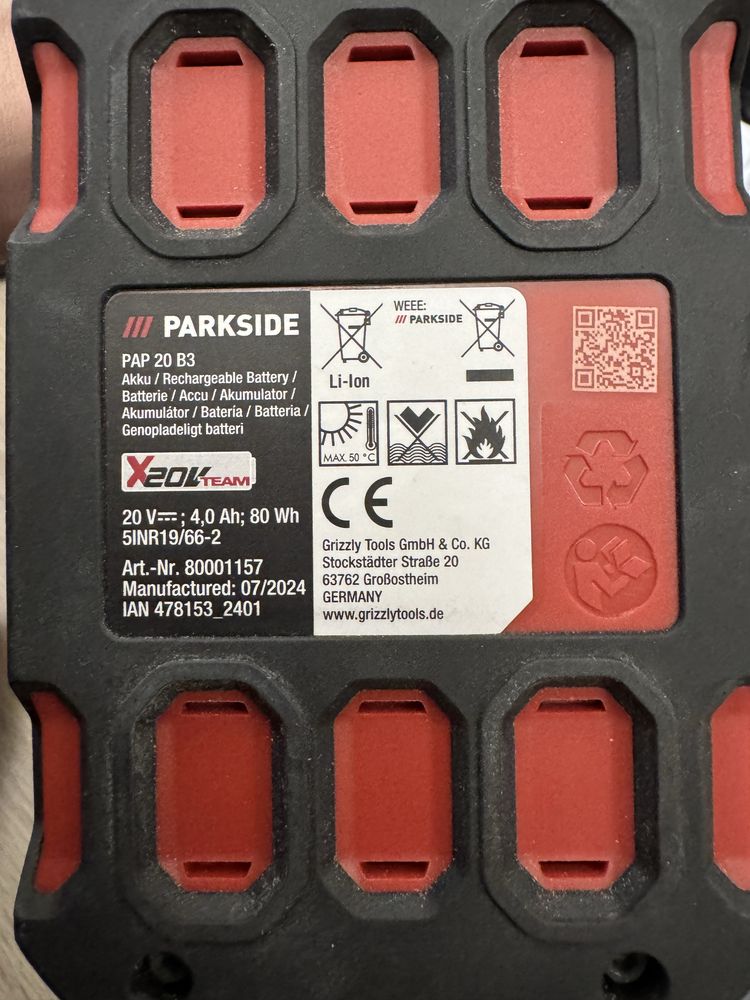 /// PARKSIDE
PAP 20 B3
Akku / Rechargeable Battery /
Batterie / Accu / Akumulator /
Akumulátor / Batería / Batteria /
Genopladeligt batteri
X20V TEAM
20 V⎓; 4,0 Ah; 80 Wh
5INR19/66-2
Art.-Nr. 80001157
Manufactured: 07/2024
IAN 478153_2401
WEEE:
/// PARKSIDE
Li-Ion
MAX. 50 °C
CE
Grizzly Tools GmbH & Co. KG
Stockstädter Straße 20
63762 Großostheim
GERMANY
www.grizzlytools.de